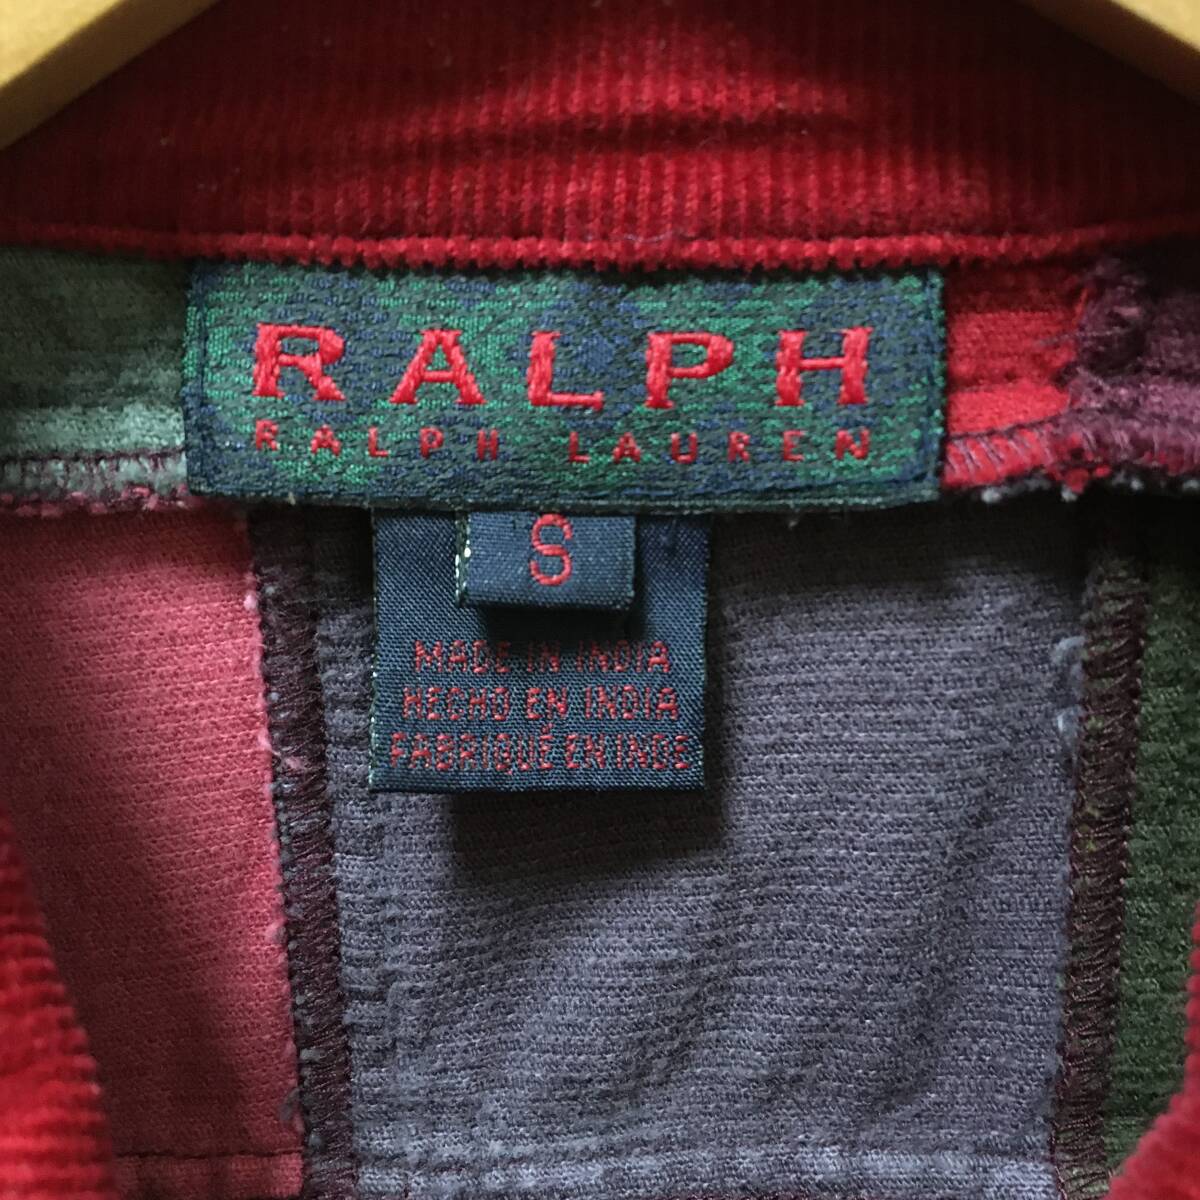 RALPH
RALPH LAUREN
S
MADE IN INDIA
HECHO EN INDIA
FABRIQUÉ EN INDE